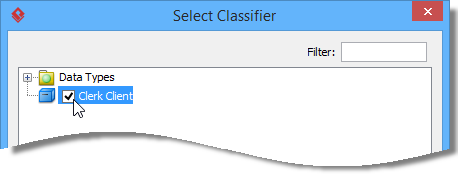 Select Classifier
Filter:
Data Types
Clerk Client